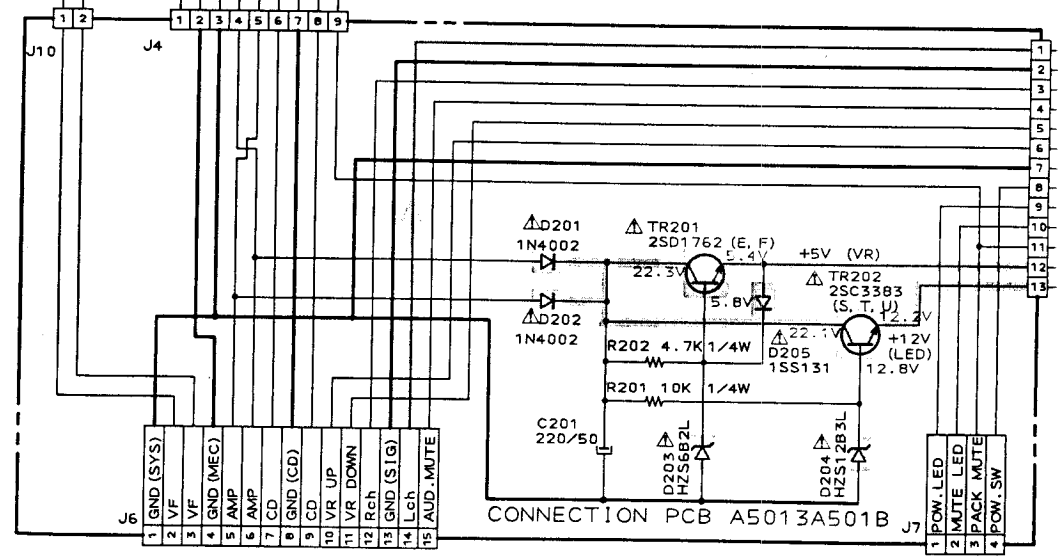 1 2
J10
1 2 3 4 5 6 7 8 9
J4
1
2
3
4
5
6
7
8
9
10
11
12
13
⚠D201
1N4002
⚠ TR201
2SD1762 (E, F)
5.4V
22.3V
5.8V
+5V (VR)
⚠ TR202
2SC3383
(S, T, U)
12.2V
22.1V
+12V
(LED)
12.8V
⚠D202
1N4002
R202 4.7K 1/4W
⚠
D205
1SS131
R201 10K 1/4W
C201
220/50
D203⚠
HZS6B2L
D204⚠
HZS12B3L
CONNECTION PCB A5013A501B
J6
GND (SYS)
VF
VF
GND (MEC)
AMP
AMP
CD
GND (CD)
CD
VR UP
VR DOWN
Rch
GND (SIG)
Lch
AUD.MUTE
1 2 3 4 5 6 7 8 9 10 11 12 13 14 15
J7
POW.LED
MUTE LED
PACK MUTE
POW.SW
1 2 3 4